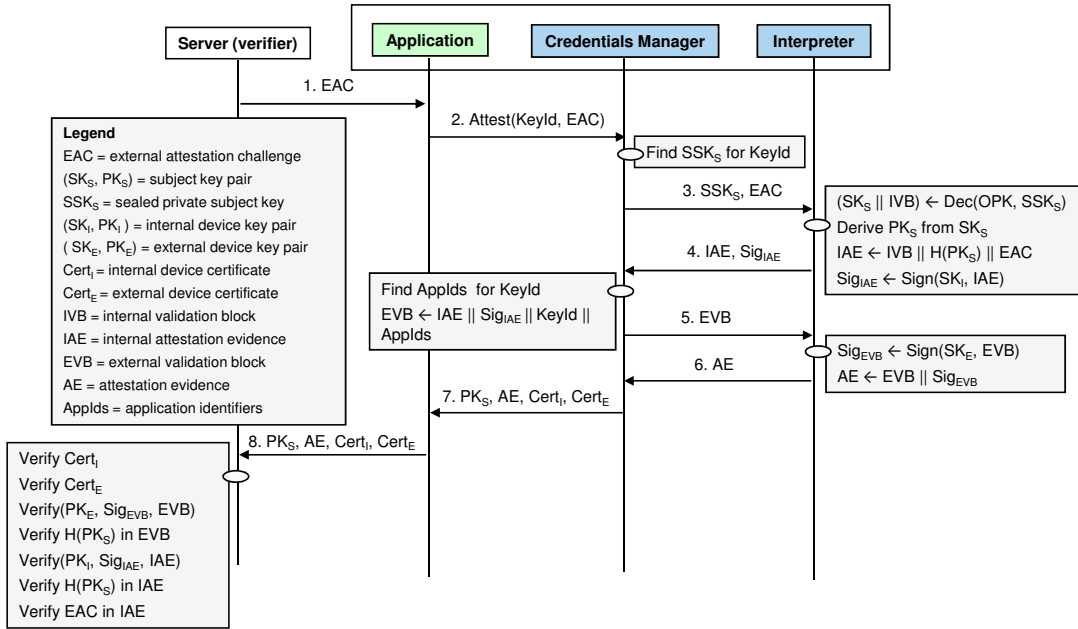 Server (verifier)
Application
Credentials Manager
Interpreter
1. EAC
2. Attest(KeyId, EAC)
Find SSK_S for KeyId
3. SSK_S, EAC
(SK_S || IVB) ← Dec(OPK, SSK_S)
Derive PK_S from SK_S
IAE ← IVB || H(PK_S) || EAC
Sig_IAE ← Sign(SK_I, IAE)
4. IAE, Sig_IAE
Find AppIds for KeyId
EVB ← IAE || Sig_IAE || KeyId ||
AppIds
5. EVB
Sig_EVB ← Sign(SK_E, EVB)
AE ← EVB || Sig_EVB
6. AE
7. PK_S, AE, Cert_I, Cert_E
8. PK_S, AE, Cert_I, Cert_E
Legend
EAC = external attestation challenge
(SK_S, PK_S) = subject key pair
SSK_S = sealed private subject key
(SK_I, PK_I ) = internal device key pair
( SK_E, PK_E) = external device key pair
Cert_I = internal device certificate
Cert_E = external device certificate
IVB = internal validation block
IAE = internal attestation evidence
EVB = external validation block
AE = attestation evidence
AppIds = application identifiers
Verify Cert_I
Verify Cert_E
Verify(PK_E, Sig_EVB, EVB)
Verify H(PK_S) in EVB
Verify(PK_I, Sig_IAE, IAE)
Verify H(PK_S) in IAE
Verify EAC in IAE